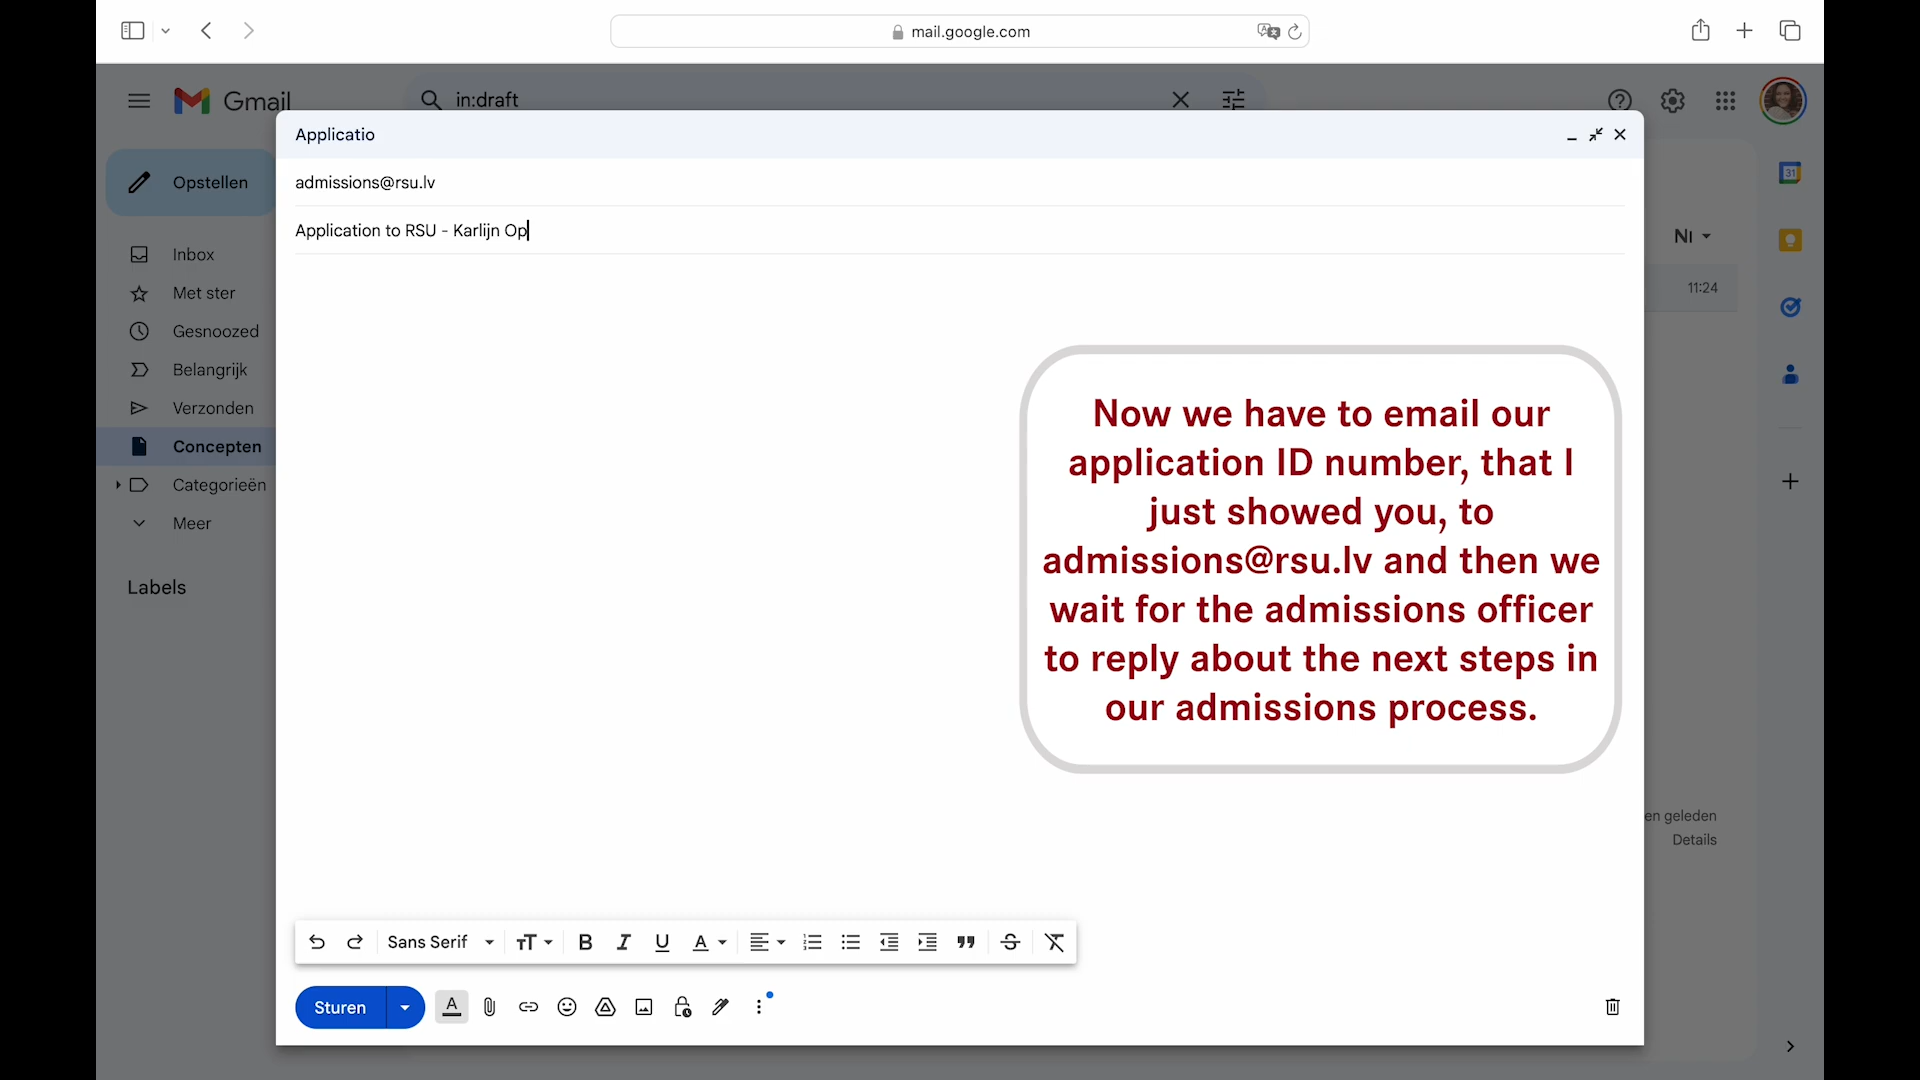 mail.google.com
Gmail
in:draft
Applicatio
admissions@rsu.lv
Application to RSU - Karlijn Op
Opstellen
Inbox
Met ster
Gesnoozed
Belangrijk
Verzonden
Concepten
Categorieën
Meer
Labels
31
11:24
Now we have to email our
application ID number, that I
just showed you, to
admissions@rsu.lv and then we
wait for the admissions officer
to reply about the next steps in
our admissions process.
en geleden
Details
Sans Serif
Sturen